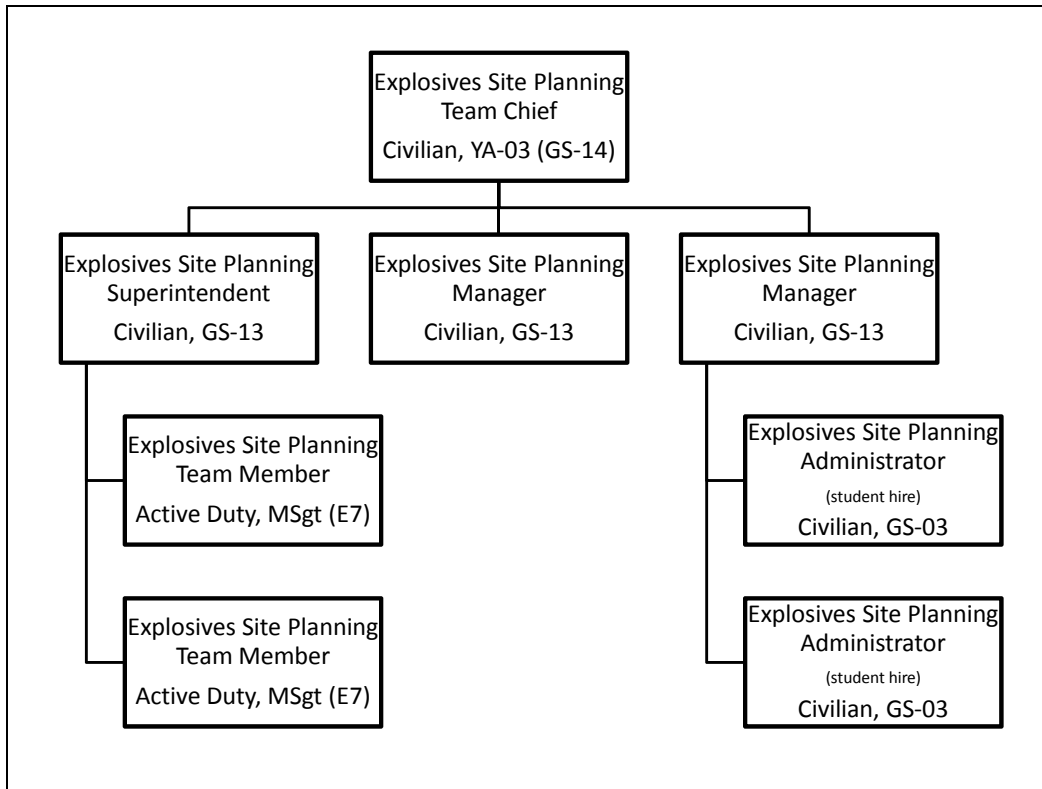 Explosives Site Planning
Team Chief
Civilian, YA-03 (GS-14)
Explosives Site Planning
Superintendent
Civilian, GS-13
Explosives Site Planning
Manager
Civilian, GS-13
Explosives Site Planning
Manager
Civilian, GS-13
Explosives Site Planning
Team Member
Active Duty, MSgt (E7)
Explosives Site Planning
Administrator
(student hire)
Civilian, GS-03
Explosives Site Planning
Team Member
Active Duty, MSgt (E7)
Explosives Site Planning
Administrator
(student hire)
Civilian, GS-03